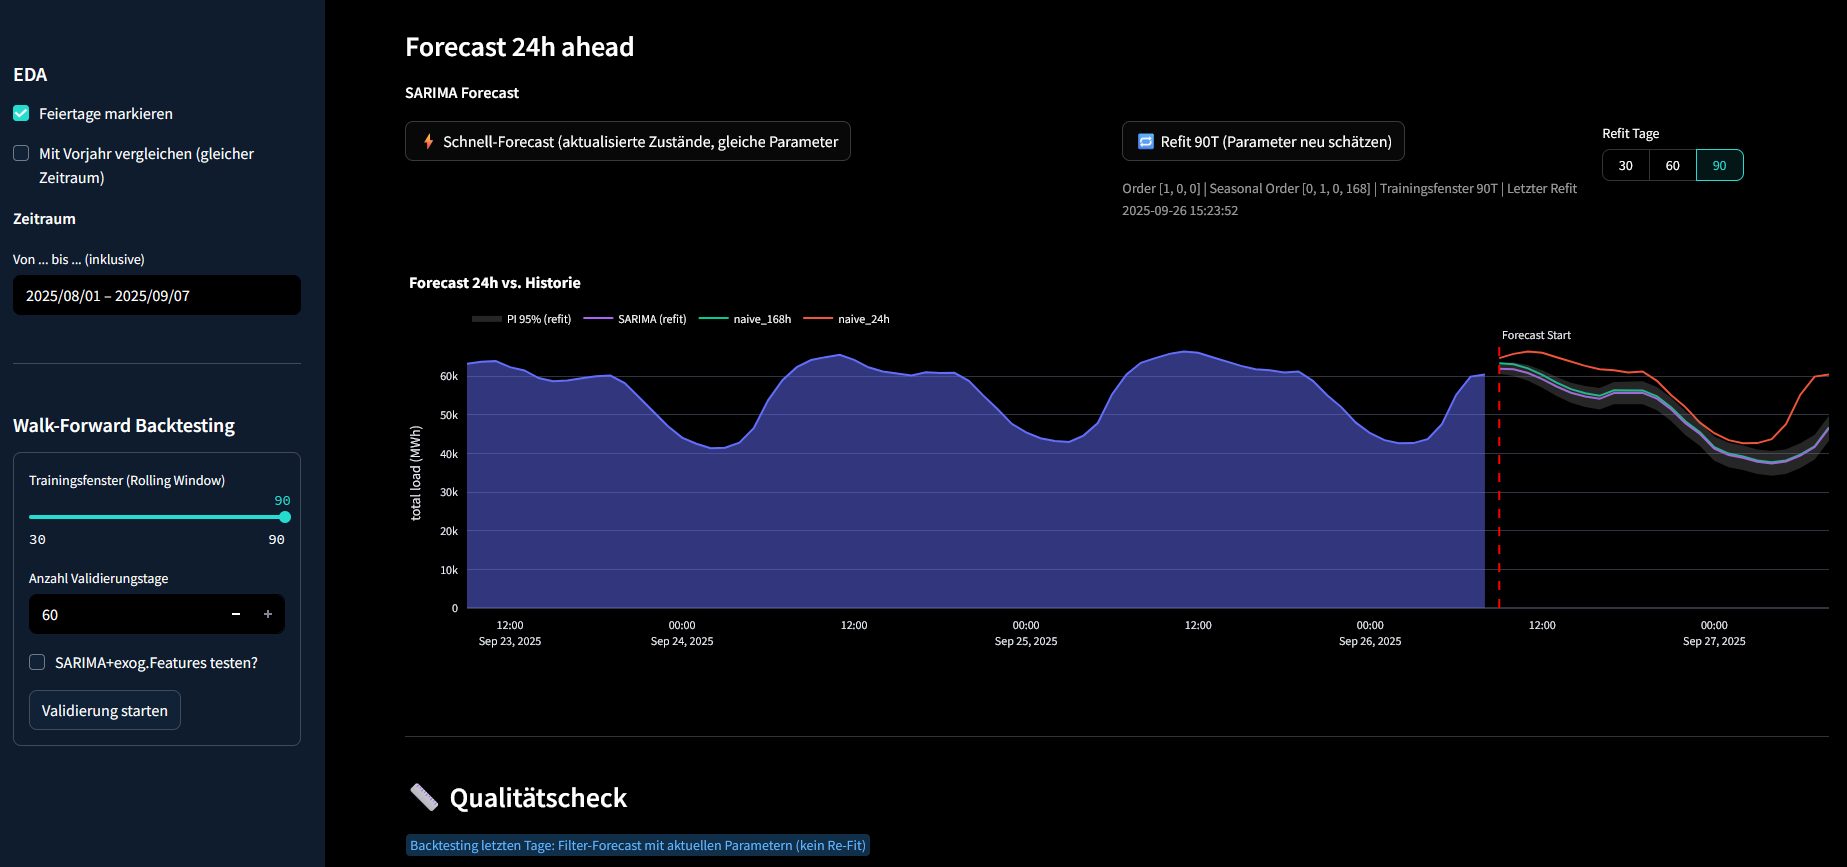 EDA
Feiertage markieren
Mit Vorjahr vergleichen (gleicher
Zeitraum)
Zeitraum
Von ... bis ... (inklusive)
2025/08/01 – 2025/09/07
Walk-Forward Backtesting
Trainingsfenster (Rolling Window)
90
30 90
Anzahl Validierungstage
60 − +
SARIMA+exog.Features testen?
Validierung starten
Forecast 24h ahead
SARIMA Forecast
Schnell-Forecast (aktualisierte Zustände, gleiche Parameter
Refit 90T (Parameter neu schätzen)
Refit Tage
30 60 90
Order [1, 0, 0] | Seasonal Order [0, 1, 0, 168] | Trainingsfenster 90T | Letzter Refit
2025-09-26 15:23:52
Forecast 24h vs. Historie
PI 95% (refit) SARIMA (refit) naive_168h naive_24h
Forecast Start
total load (MWh)
60k
50k
40k
30k
20k
10k
0
12:00 00:00 12:00 00:00 12:00 00:00 12:00 00:00
Sep 23, 2025 Sep 24, 2025 Sep 25, 2025 Sep 26, 2025 Sep 27, 2025
Qualitätscheck
Backtesting letzten Tage: Filter-Forecast mit aktuellen Parametern (kein Re-Fit)